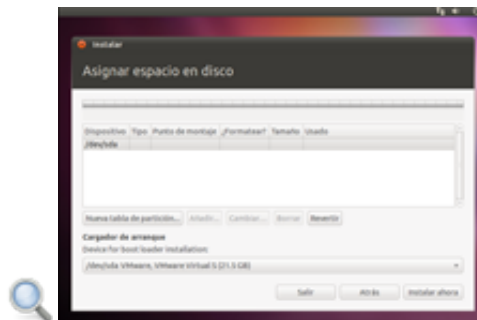 Instalar
Asignar espacio en disco
Dispositivo Tipo Punto de montaje ¿Formatear? Tamaño Usado
/dev/sda
Nueva tabla de partición... Añadir... Cambiar... Borrar Revertir
Cargador de arranque
Device for boot loader installation:
/dev/sda VMware, VMware Virtual S (21.5 GB)
Salir Atrás Instalar ahora